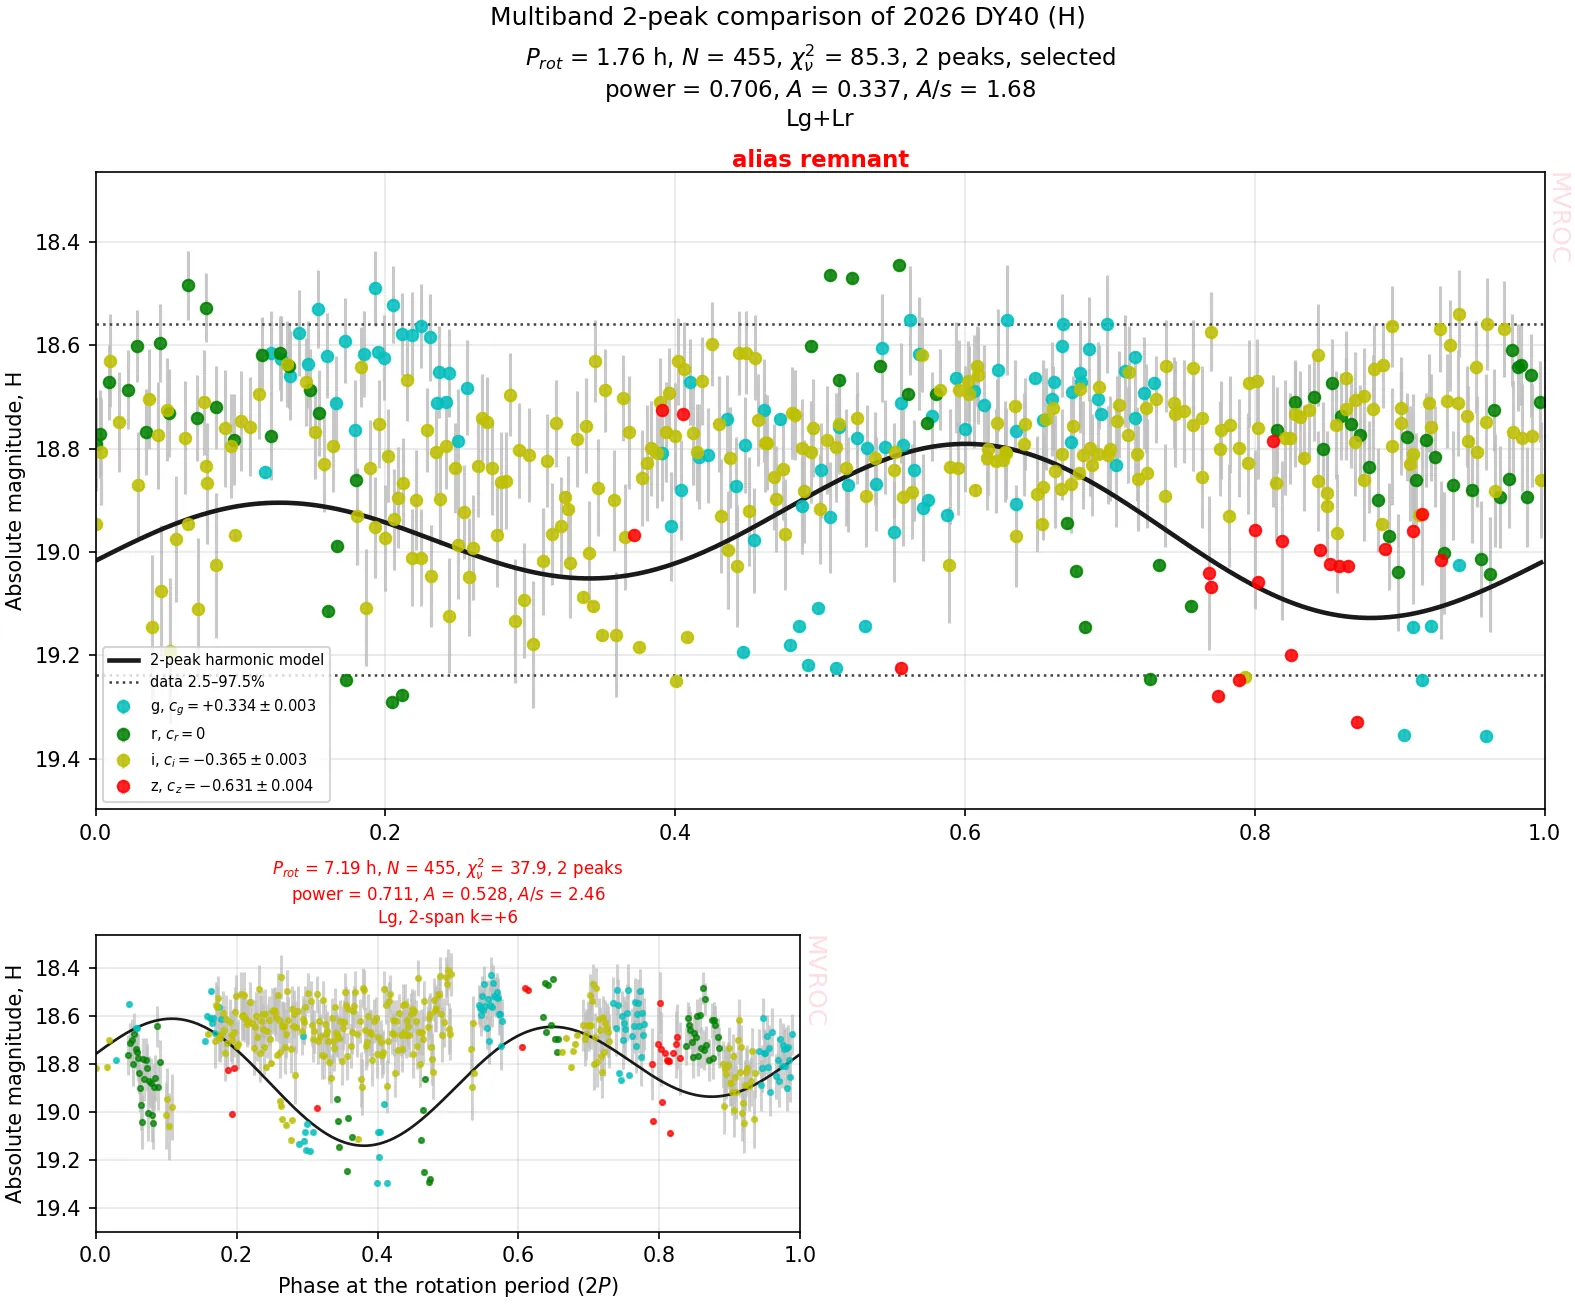 Multiband 2-peak comparison of 2026 DY40 (H)
P_rot = 1.76 h, N = 455, χ²_ν = 85.3, 2 peaks, selected
power = 0.706, A = 0.337, A/s = 1.68
Lg+Lr
alias remnant
MVROC
Absolute magnitude, H
18.4
18.6
18.8
19.0
19.2
19.4
2-peak harmonic model
data 2.5–97.5%
g, c_g = +0.334 ± 0.003
r, c_r = 0
i, c_i = −0.365 ± 0.003
z, c_z = −0.631 ± 0.004
0.0 0.2 0.4 0.6 0.8 1.0
P_rot = 7.19 h, N = 455, χ²_ν = 37.9, 2 peaks
power = 0.711, A = 0.528, A/s = 2.46
Lg, 2-span k=+6
MVROC
Absolute magnitude, H
18.4
18.6
18.8
19.0
19.2
19.4
0.0 0.2 0.4 0.6 0.8 1.0
Phase at the rotation period (2P)